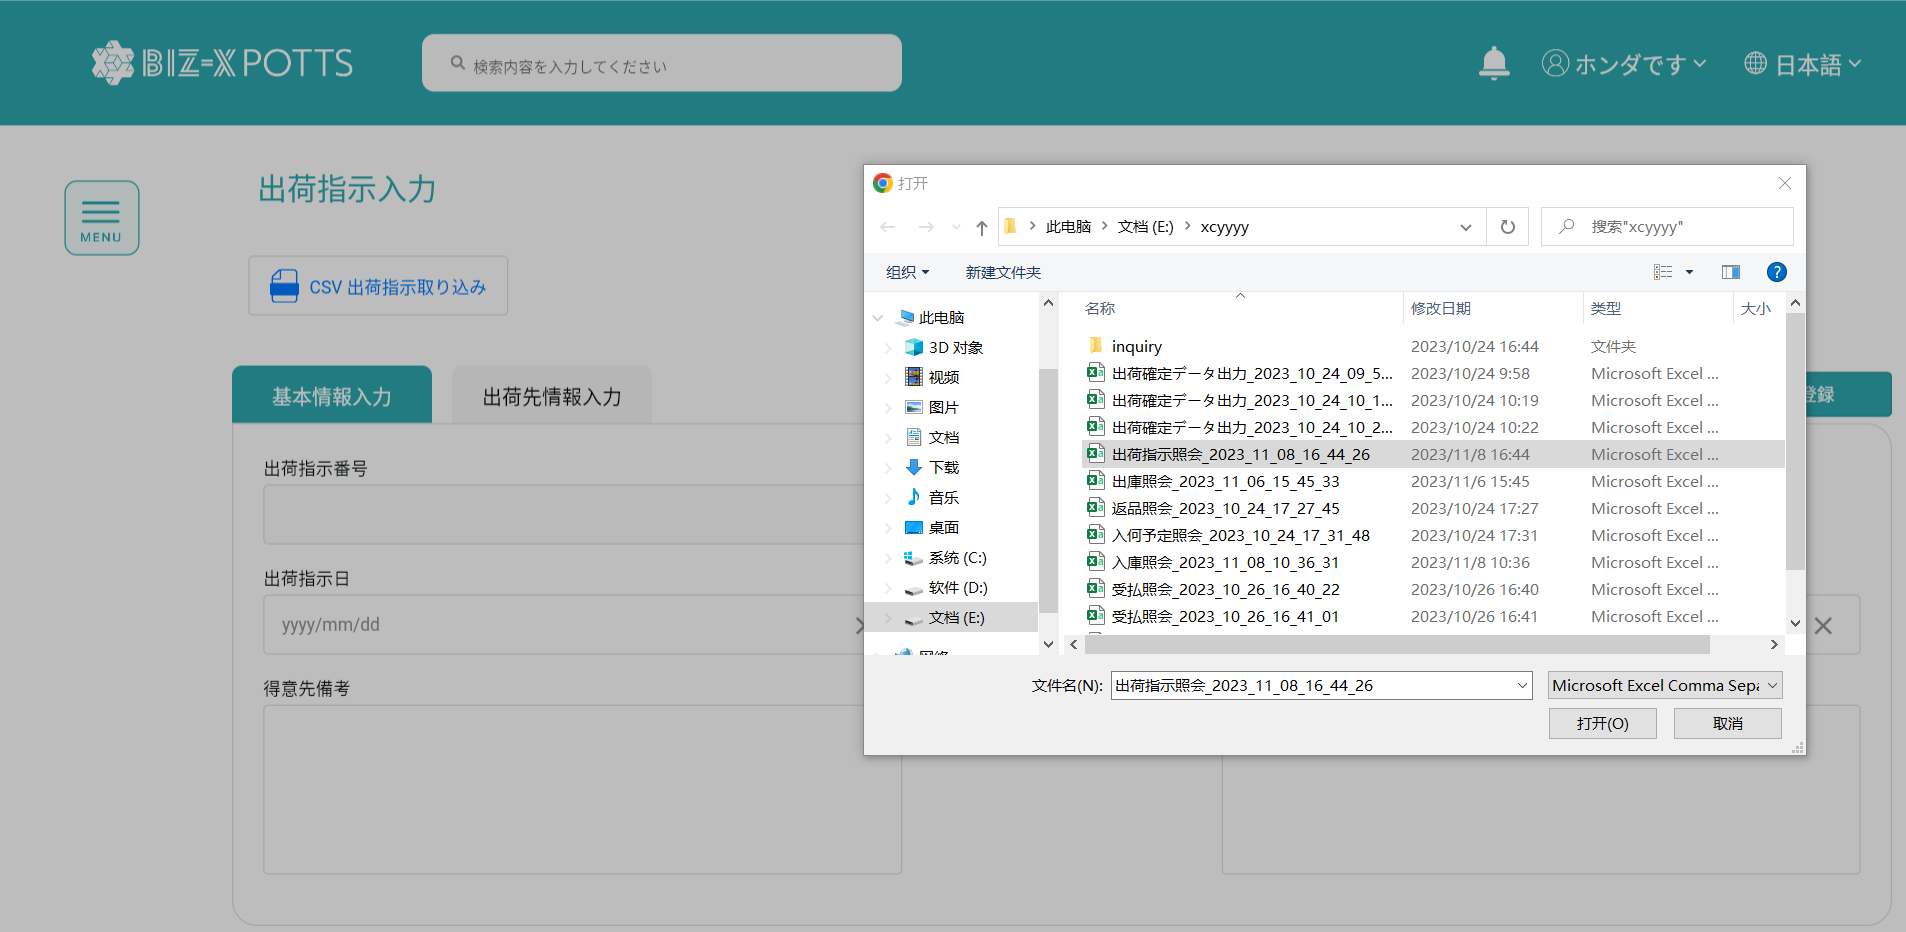 BIZ-X POTTS
検索内容を入力してください
ホンダです
日本語
MENU
出荷指示入力
CSV 出荷指示取り込み
基本情報入力
出荷先情報入力
登録
出荷指示番号
出荷指示日
yyyy/mm/dd
得意先備考
打开
此电脑
文档 (E:)
xcyyyy
搜索"xcyyyy"
组织
新建文件夹
?
此电脑
3D 对象
视频
图片
文档
下载
音乐
桌面
系统 (C:)
软件 (D:)
文档 (E:)
网络
名称 修改日期 类型 大小
inquiry 2023/10/24 16:44 文件夹
出荷確定データ出力_2023_10_24_09_5... 2023/10/24 9:58 Microsoft Excel ...
出荷確定データ出力_2023_10_24_10_1... 2023/10/24 10:19 Microsoft Excel ...
出荷確定データ出力_2023_10_24_10_2... 2023/10/24 10:22 Microsoft Excel ...
出荷指示照会_2023_11_08_16_44_26 2023/11/8 16:44 Microsoft Excel ...
出庫照会_2023_11_06_15_45_33 2023/11/6 15:45 Microsoft Excel ...
返品照会_2023_10_24_17_27_45 2023/10/24 17:27 Microsoft Excel ...
入何予定照会_2023_10_24_17_31_48 2023/10/24 17:31 Microsoft Excel ...
入庫照会_2023_11_08_10_36_31 2023/11/8 10:36 Microsoft Excel ...
受払照会_2023_10_26_16_40_22 2023/10/26 16:40 Microsoft Excel ...
受払照会_2023_10_26_16_41_01 2023/10/26 16:41 Microsoft Excel ...
文件名(N):
出荷指示照会_2023_11_08_16_44_26
Microsoft Excel Comma Sepa
打开(O)
取消